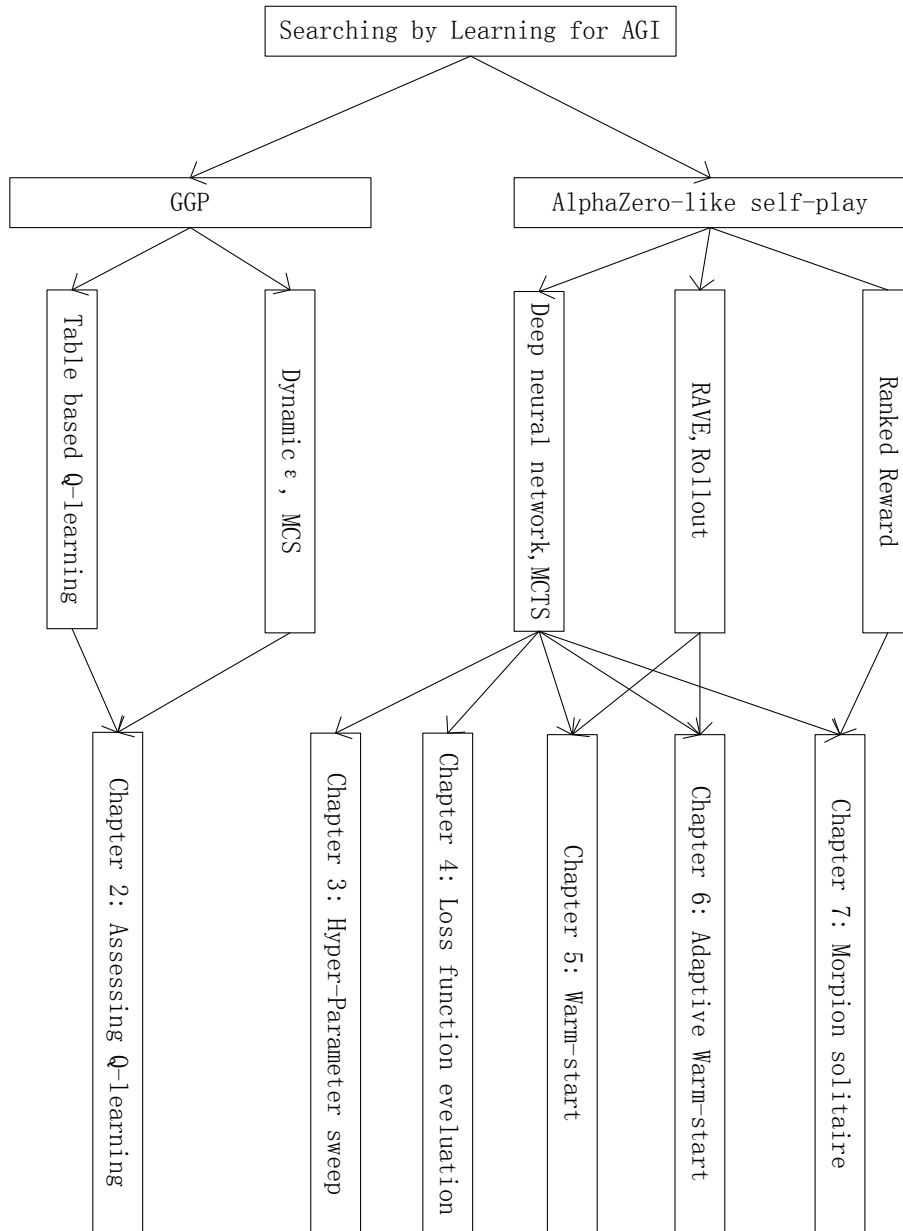 Searching by Learning for AGI
GGP
AlphaZero-like self-play
Table based Q-learning
Dynamic ε, MCS
Deep neural network,MCTS
RAVE,Rollout
Ranked Reward
Chapter 2: Assessing Q-learning
Chapter 3: Hyper-Parameter sweep
Chapter 4: Loss function eveluation
Chapter 5: Warm-start
Chapter 6: Adaptive Warm-start
Chapter 7: Morpion solitaire